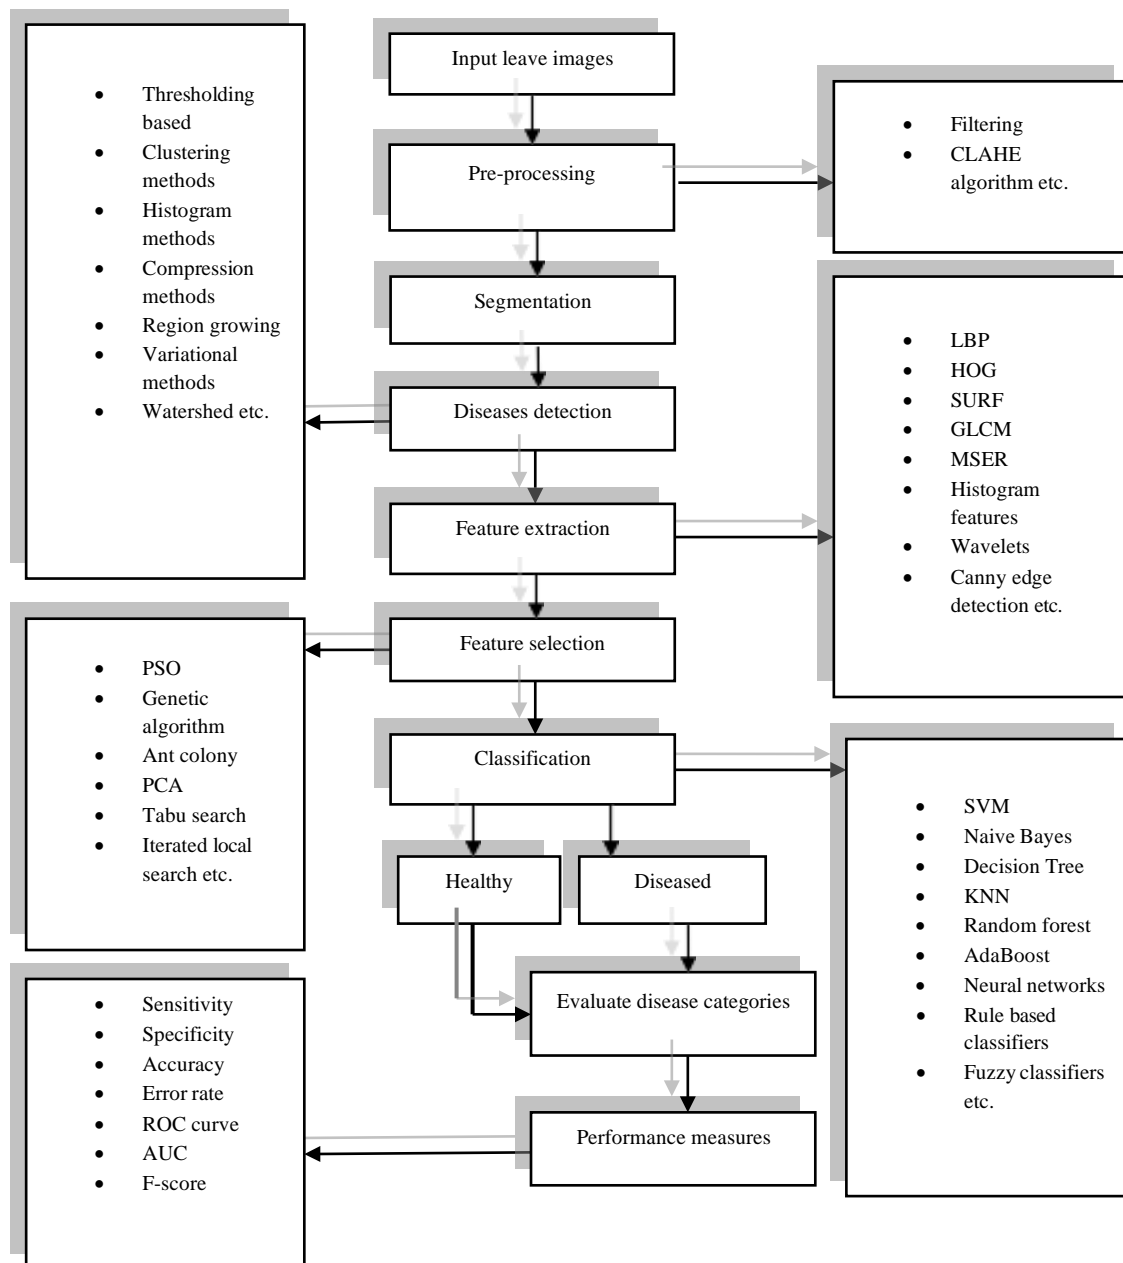 Input leave images
Pre-processing
Segmentation
Diseases detection
Feature extraction
Feature selection
Classification
Healthy
Diseased
Evaluate disease categories
Performance measures
• Thresholding
based
• Clustering
methods
• Histogram
methods
• Compression
methods
• Region growing
• Variational
methods
• Watershed etc.
• PSO
• Genetic
algorithm
• Ant colony
• PCA
• Tabu search
• Iterated local
search etc.
• Sensitivity
• Specificity
• Accuracy
• Error rate
• ROC curve
• AUC
• F-score
• Filtering
• CLAHE
algorithm etc.
• LBP
• HOG
• SURF
• GLCM
• MSER
• Histogram
features
• Wavelets
• Canny edge
detection etc.
• SVM
• Naive Bayes
• Decision Tree
• KNN
• Random forest
• AdaBoost
• Neural networks
• Rule based
classifiers
• Fuzzy classifiers
etc.